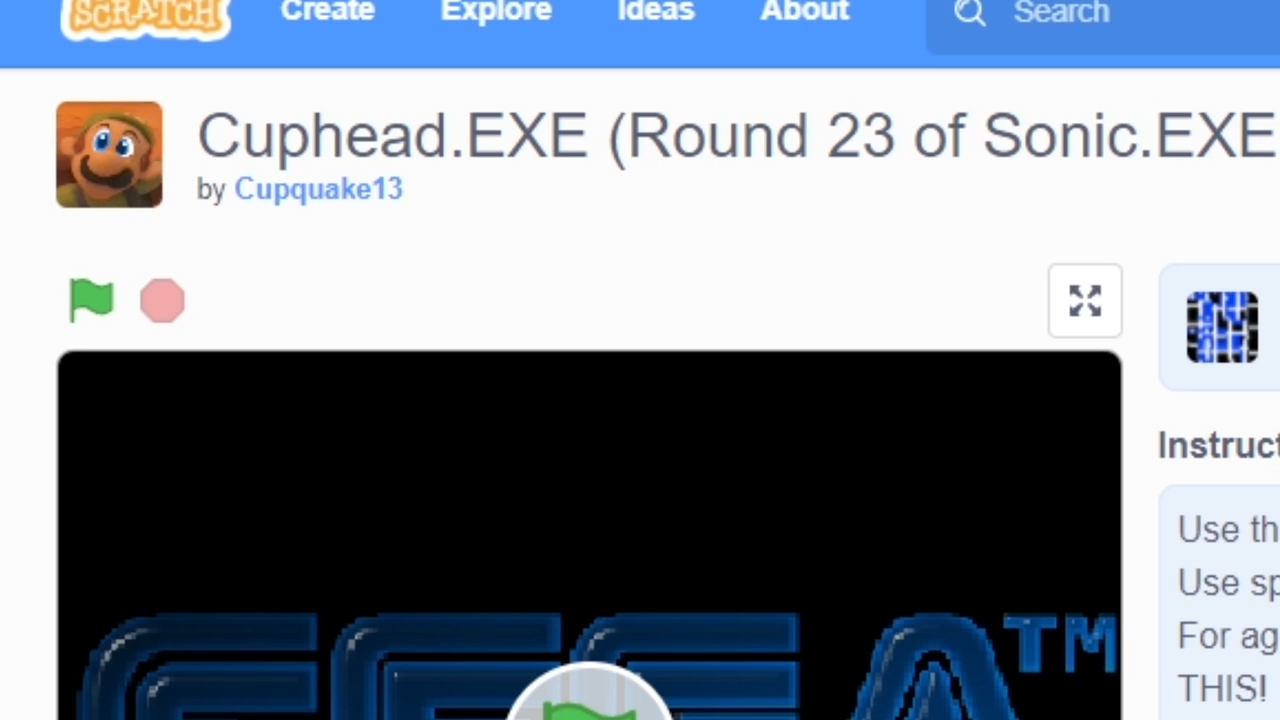 SCRATCH
Create Explore Ideas About Search
Cuphead.EXE (Round 23 of Sonic.EXE
by Cupquake13
Instruct
Use th
Use sp
For ag
THIS!
TM